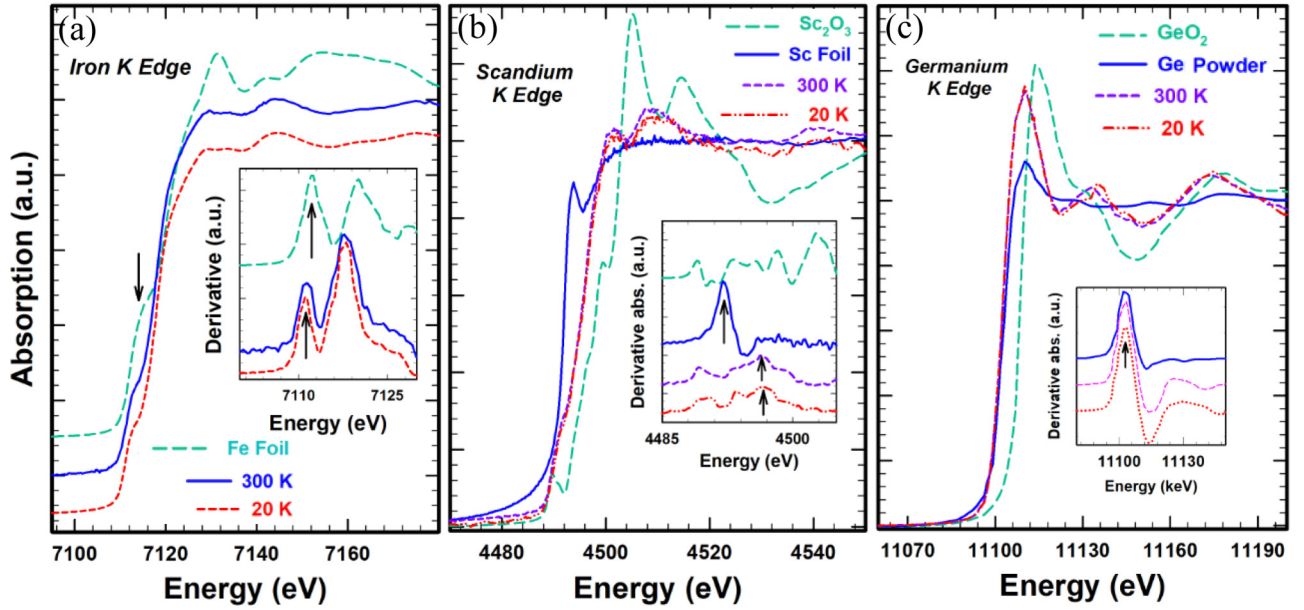 (a)
Iron K Edge
Absorption (a.u.)
Derivative (a.u.)
7110
7125
Energy (eV)
Fe Foil
300 K
20 K
7100
7120
7140
7160
Energy (eV)
(b)
Sc₂O₃
Sc Foil
300 K
20 K
Scandium
K Edge
Derivative abs. (a.u.)
4485
4500
Energy (eV)
4480
4500
4520
4540
Energy (eV)
(c)
GeO₂
Ge Powder
300 K
20 K
Germanium
K Edge
Derivative abs. (a.u.)
11100
11130
Energy (keV)
11070
11100
11130
11160
11190
Energy (eV)